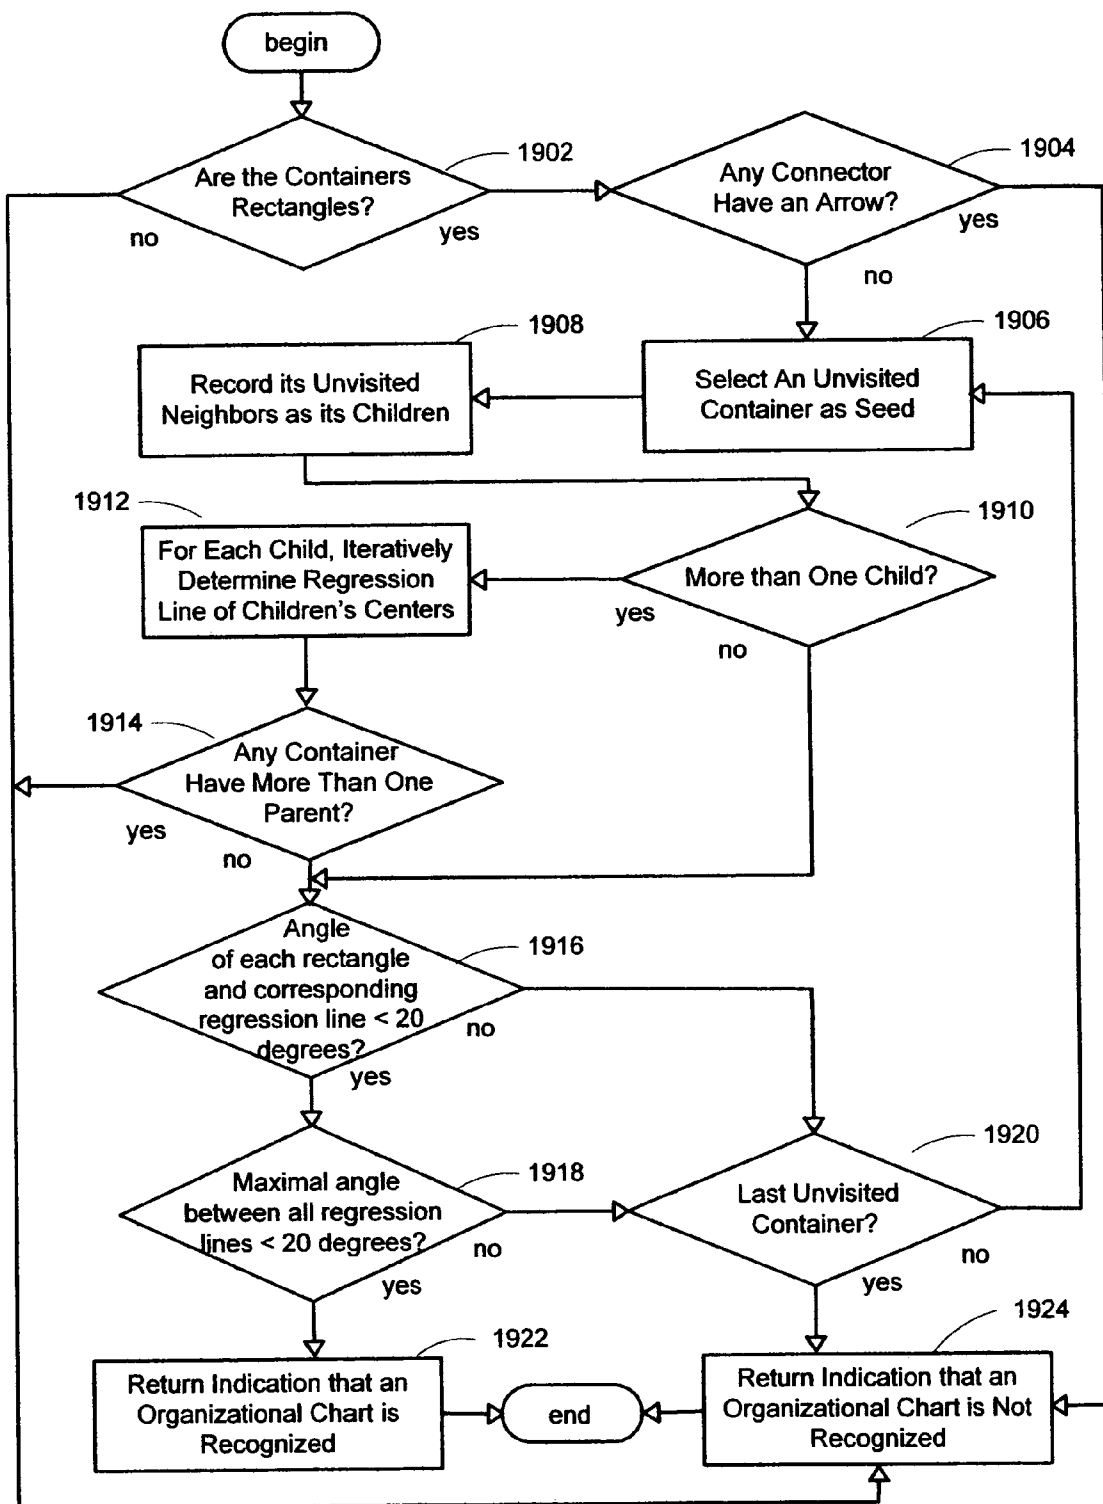 begin
1902
Are the Containers
Rectangles?
no
yes
1904
Any Connector
Have an Arrow?
yes
no
1908
Record its Unvisited
Neighbors as its Children
1906
Select An Unvisited
Container as Seed
1912
For Each Child, Iteratively
Determine Regression
Line of Children's Centers
1910
More than One Child?
yes
no
1914
Any Container
Have More Than One
Parent?
yes
no
1916
Angle
of each rectangle
and corresponding
regression line < 20
degrees?
no
yes
1918
Maximal angle
between all regression
lines < 20 degrees?
no
yes
1920
Last Unvisited
Container?
no
yes
1922
Return Indication that an
Organizational Chart is
Recognized
end
1924
Return Indication that an
Organizational Chart is Not
Recognized